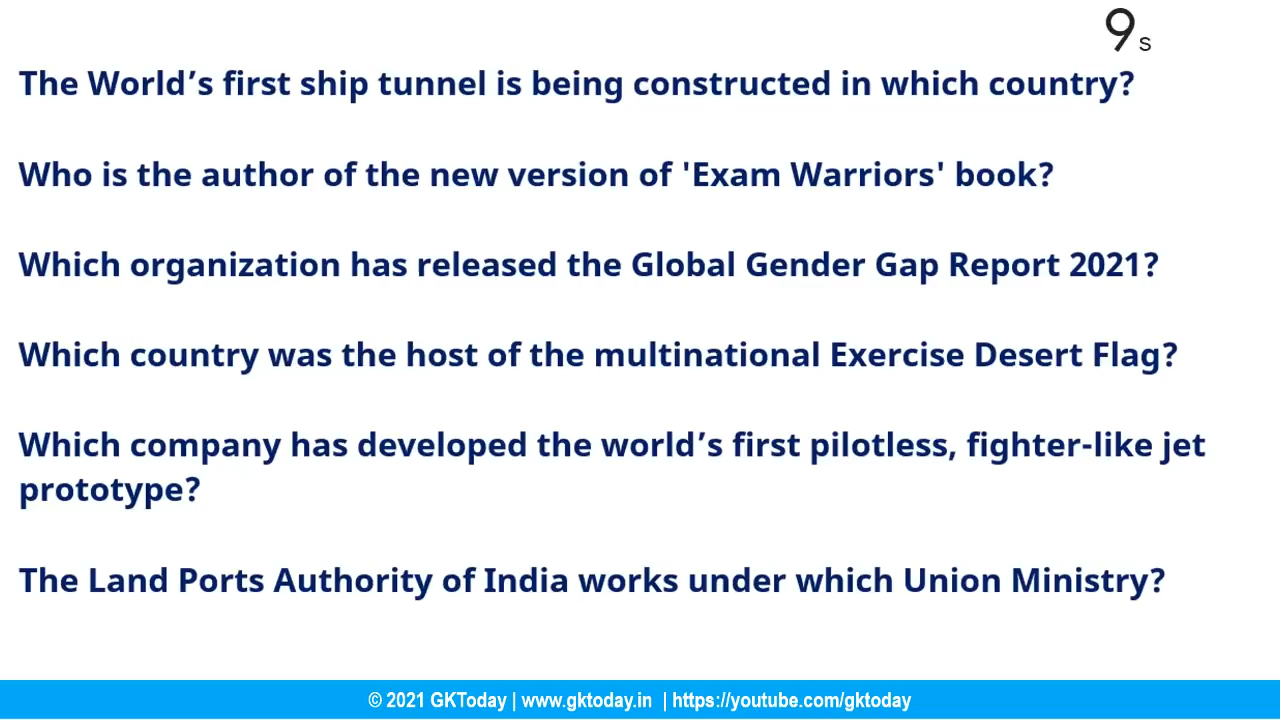 9s
The World’s first ship tunnel is being constructed in which country?
Who is the author of the new version of 'Exam Warriors' book?
Which organization has released the Global Gender Gap Report 2021?
Which country was the host of the multinational Exercise Desert Flag?
Which company has developed the world’s first pilotless, fighter-like jet
prototype?
The Land Ports Authority of India works under which Union Ministry?
© 2021 GKToday | www.gktoday.in | https://youtube.com/gktoday